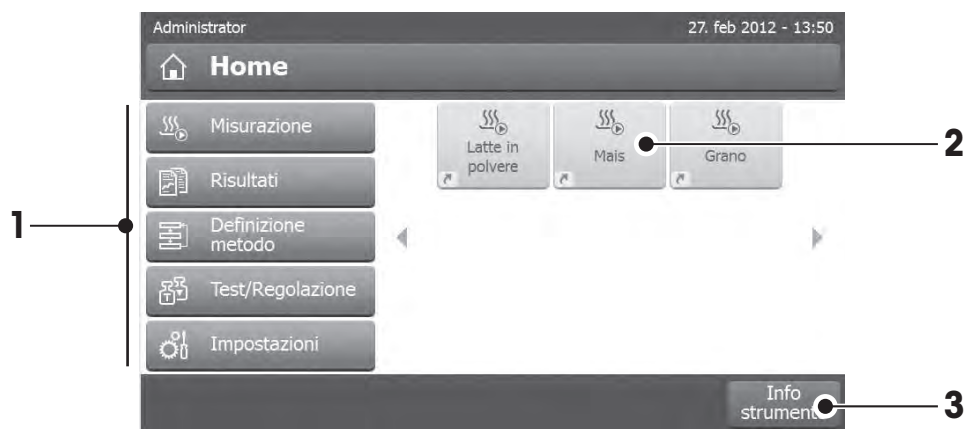 Administrator
27. feb 2012 - 13:50
Home
Misurazione
Risultati
Definizione
metodo
Test/Regolazione
Impostazioni
Latte in
polvere
Mais
Grano
Info
strument
1
2
3